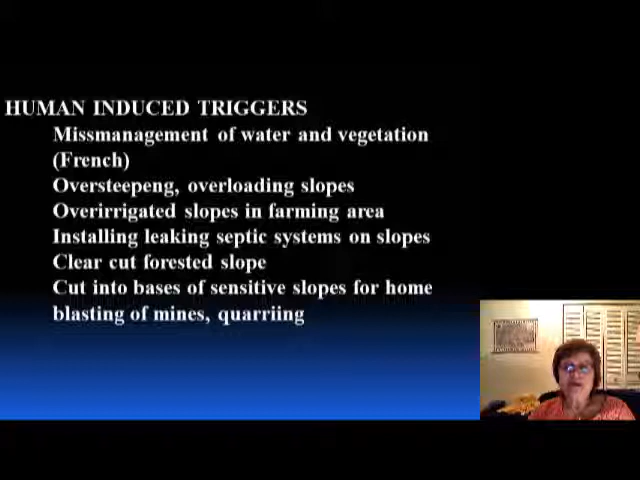 HUMAN INDUCED TRIGGERS
Missmanagement of water and vegetation
(French)
Oversteepeng, overloading slopes
Overirrigated slopes in farming area
Installing leaking septic systems on slopes
Clear cut forested slope
Cut into bases of sensitive slopes for home
blasting of mines, quarriing